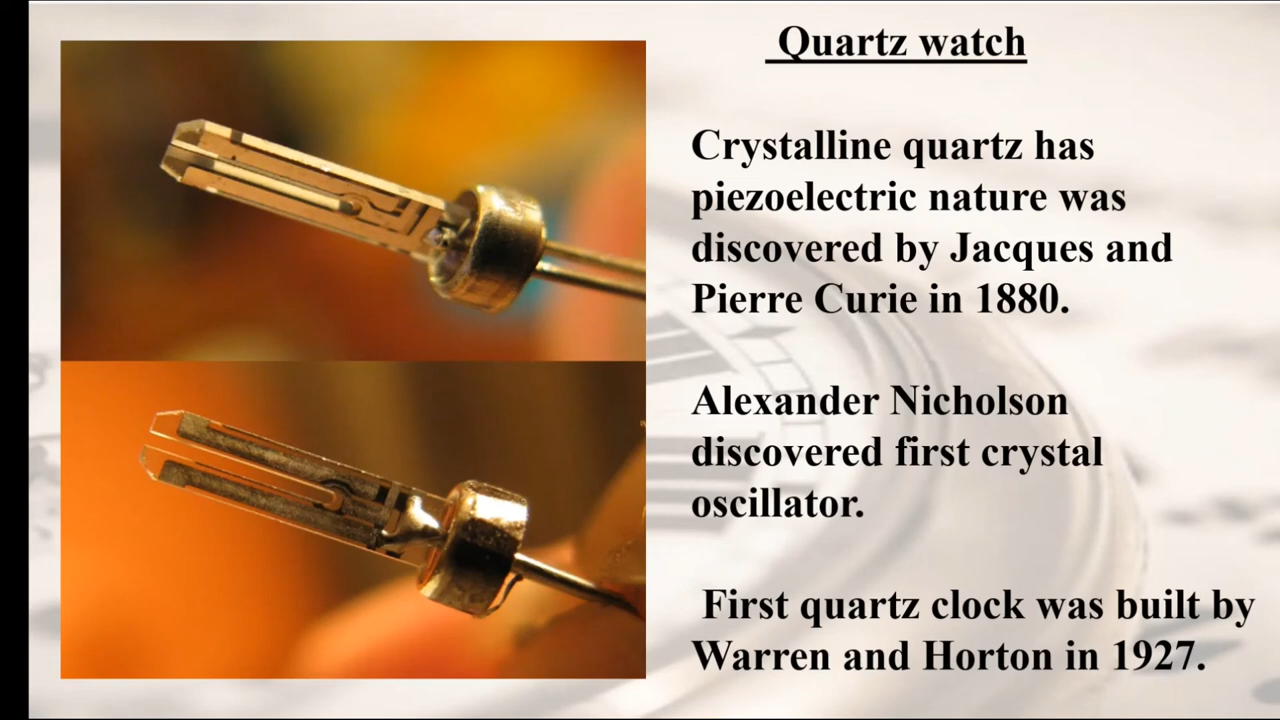 Quartz watch
Crystalline quartz has
piezoelectric nature was
discovered by Jacques and
Pierre Curie in 1880.
Alexander Nicholson
discovered first crystal
oscillator.
First quartz clock was built by
Warren and Horton in 1927.